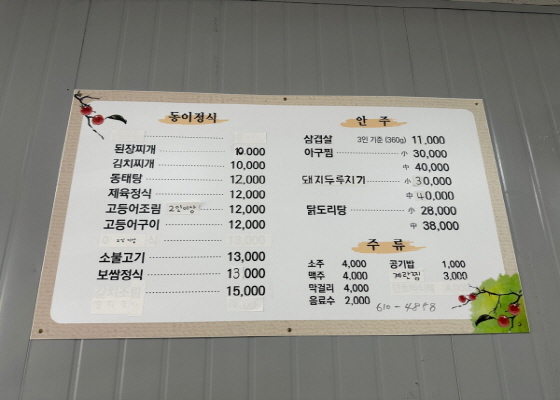 동이정식
된장찌개 10,000
김치찌개 10,000
동태탕 12,000
제육정식 12,000
고등어조림 2인이상 12,000
고등어구이 12,000
13,000
소불고기 13,000
보쌈정식 13,000
15,000
안주
삼겹살 3인 기준 (360g) 11,000
아구찜 小 30,000
中 40,000
돼지두루치기 小 30,000
中 40,000
닭도리탕 小 28,000
中 38,000
주류
소주 4,000 공기밥 1,000
맥주 4,000 계란찜 3,000
막걸리 4,000
음료수 2,000
610-4848